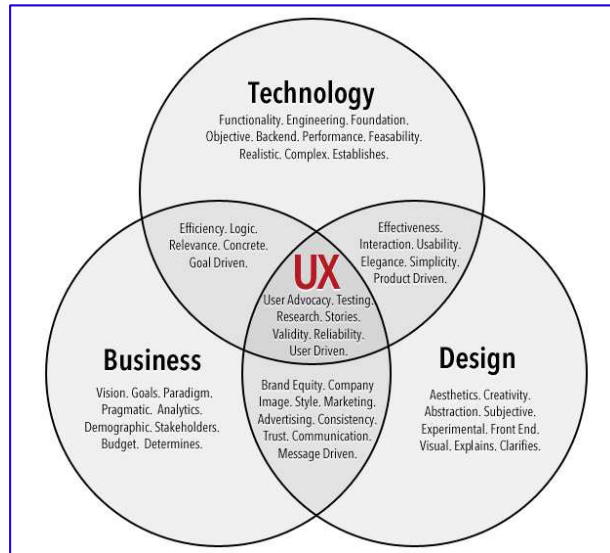 Technology
Functionality. Engineering. Foundation.
Objective. Backend. Performance. Feasability.
Realistic. Complex. Establishes.
Efficiency. Logic.
Relevance. Concrete.
Goal Driven.
Effectiveness.
Interaction. Usability.
Elegance. Simplicity.
Product Driven.
UX
User Advocacy. Testing.
Research. Stories.
Validity. Reliability.
User Driven.
Business
Vision. Goals. Paradigm.
Pragmatic. Analytics.
Demographic. Stakeholders.
Budget. Determines.
Brand Equity. Company
Image. Style. Marketing.
Advertising. Consistency.
Trust. Communication.
Message Driven.
Design
Aesthetics. Creativity.
Abstraction. Subjective.
Experimental. Front End.
Visual. Explains. Clarifies.